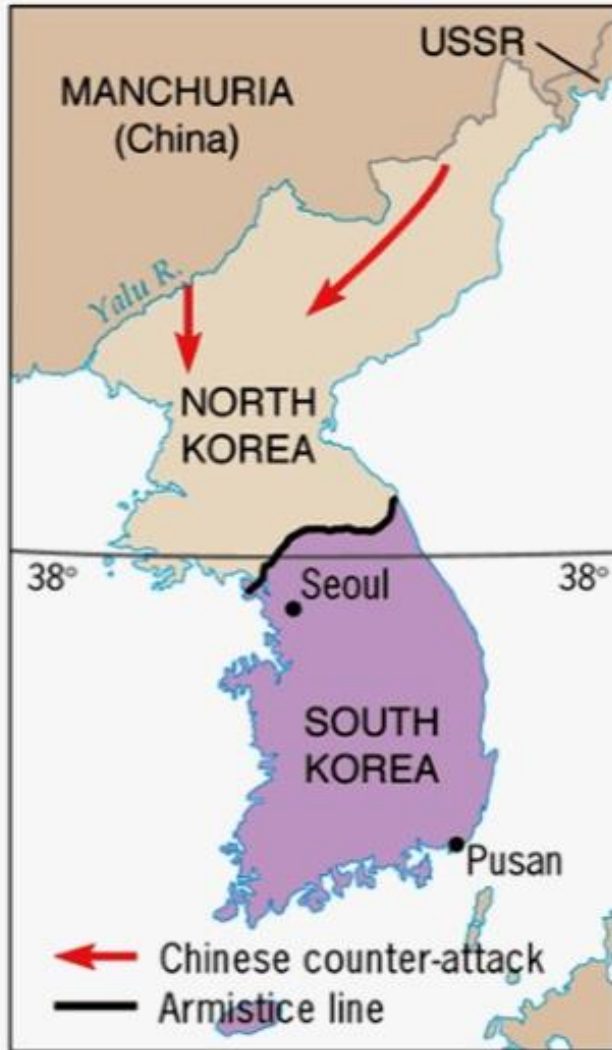 USSR
MANCHURIA
(China)
Yalu R.
NORTH
KOREA
38°
38°
Seoul
SOUTH
KOREA
Pusan
Chinese counter-attack
Armistice line